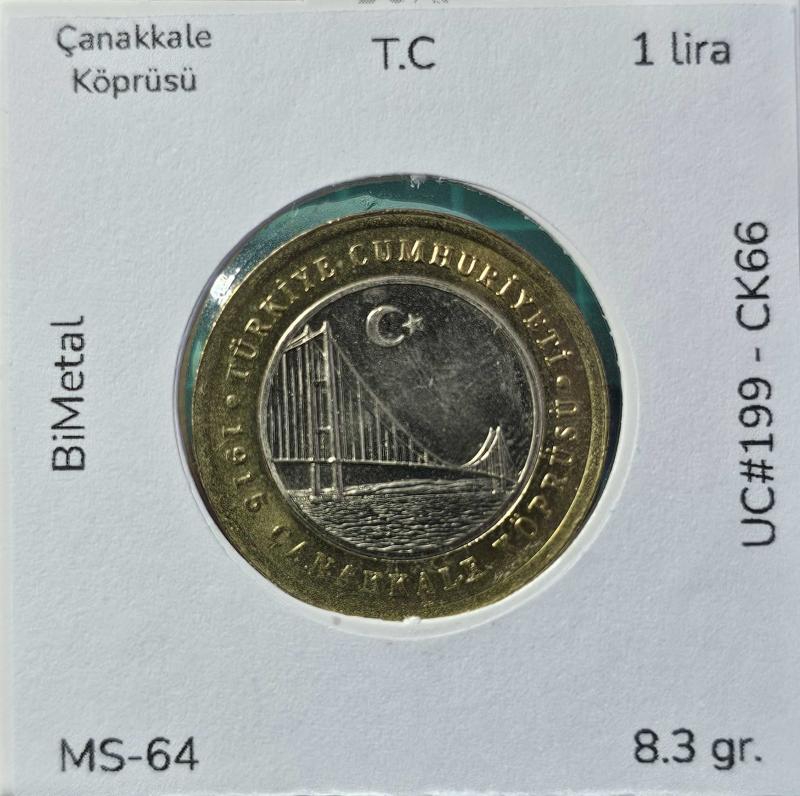 Çanakkale
Köprüsü
T.C
1 lira
BiMetal
UC#199 - CK66
• TÜRKİYE CUMHURİYETİ •
1915 ÇANAKKALE KÖPRÜSÜ
MS-64
8.3 gr.